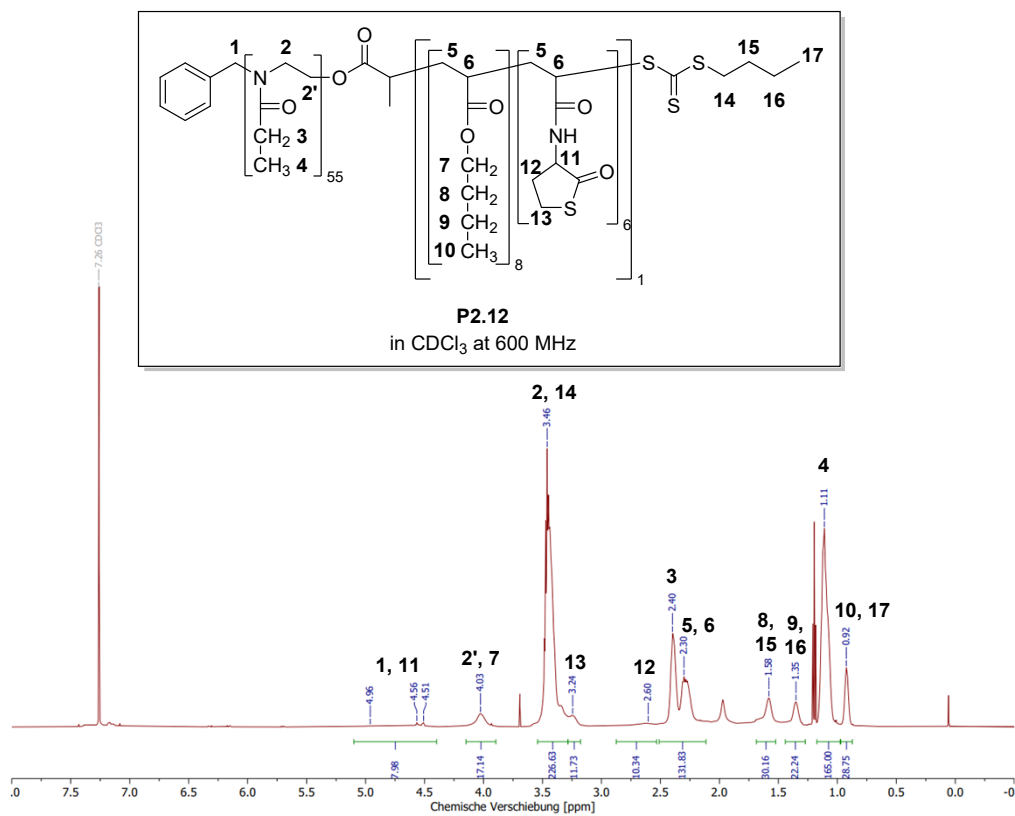 1 2 O 5 5 15 17
6 6
N O S S
2' 14 16
O O O S
CH2 3 O NH
CH3 4 7 CH2 12 11 O
55 8 CH2
9 CH2 13 S 6
10 CH3 8
1
P2.12
in CDCl3 at 600 MHz
7.26 CDCl3
2, 14
3.46
4
1.11
3
2.40
5, 6
2.30
10, 17
0.92
8,
15
1.58
9,
16
1.35
1, 11
4.96
4.56
4.51
2', 7
4.03
13
3.24
12
2.60
7.98
17.14
226.63
11.73
10.34
131.83
30.16
22.24
165.00
28.75
.0 7.5 7.0 6.5 6.0 5.5 5.0 4.5 4.0 3.5 3.0 2.5 2.0 1.5 1.0 0.5 0.0 -0
Chemische Verschiebung [ppm]